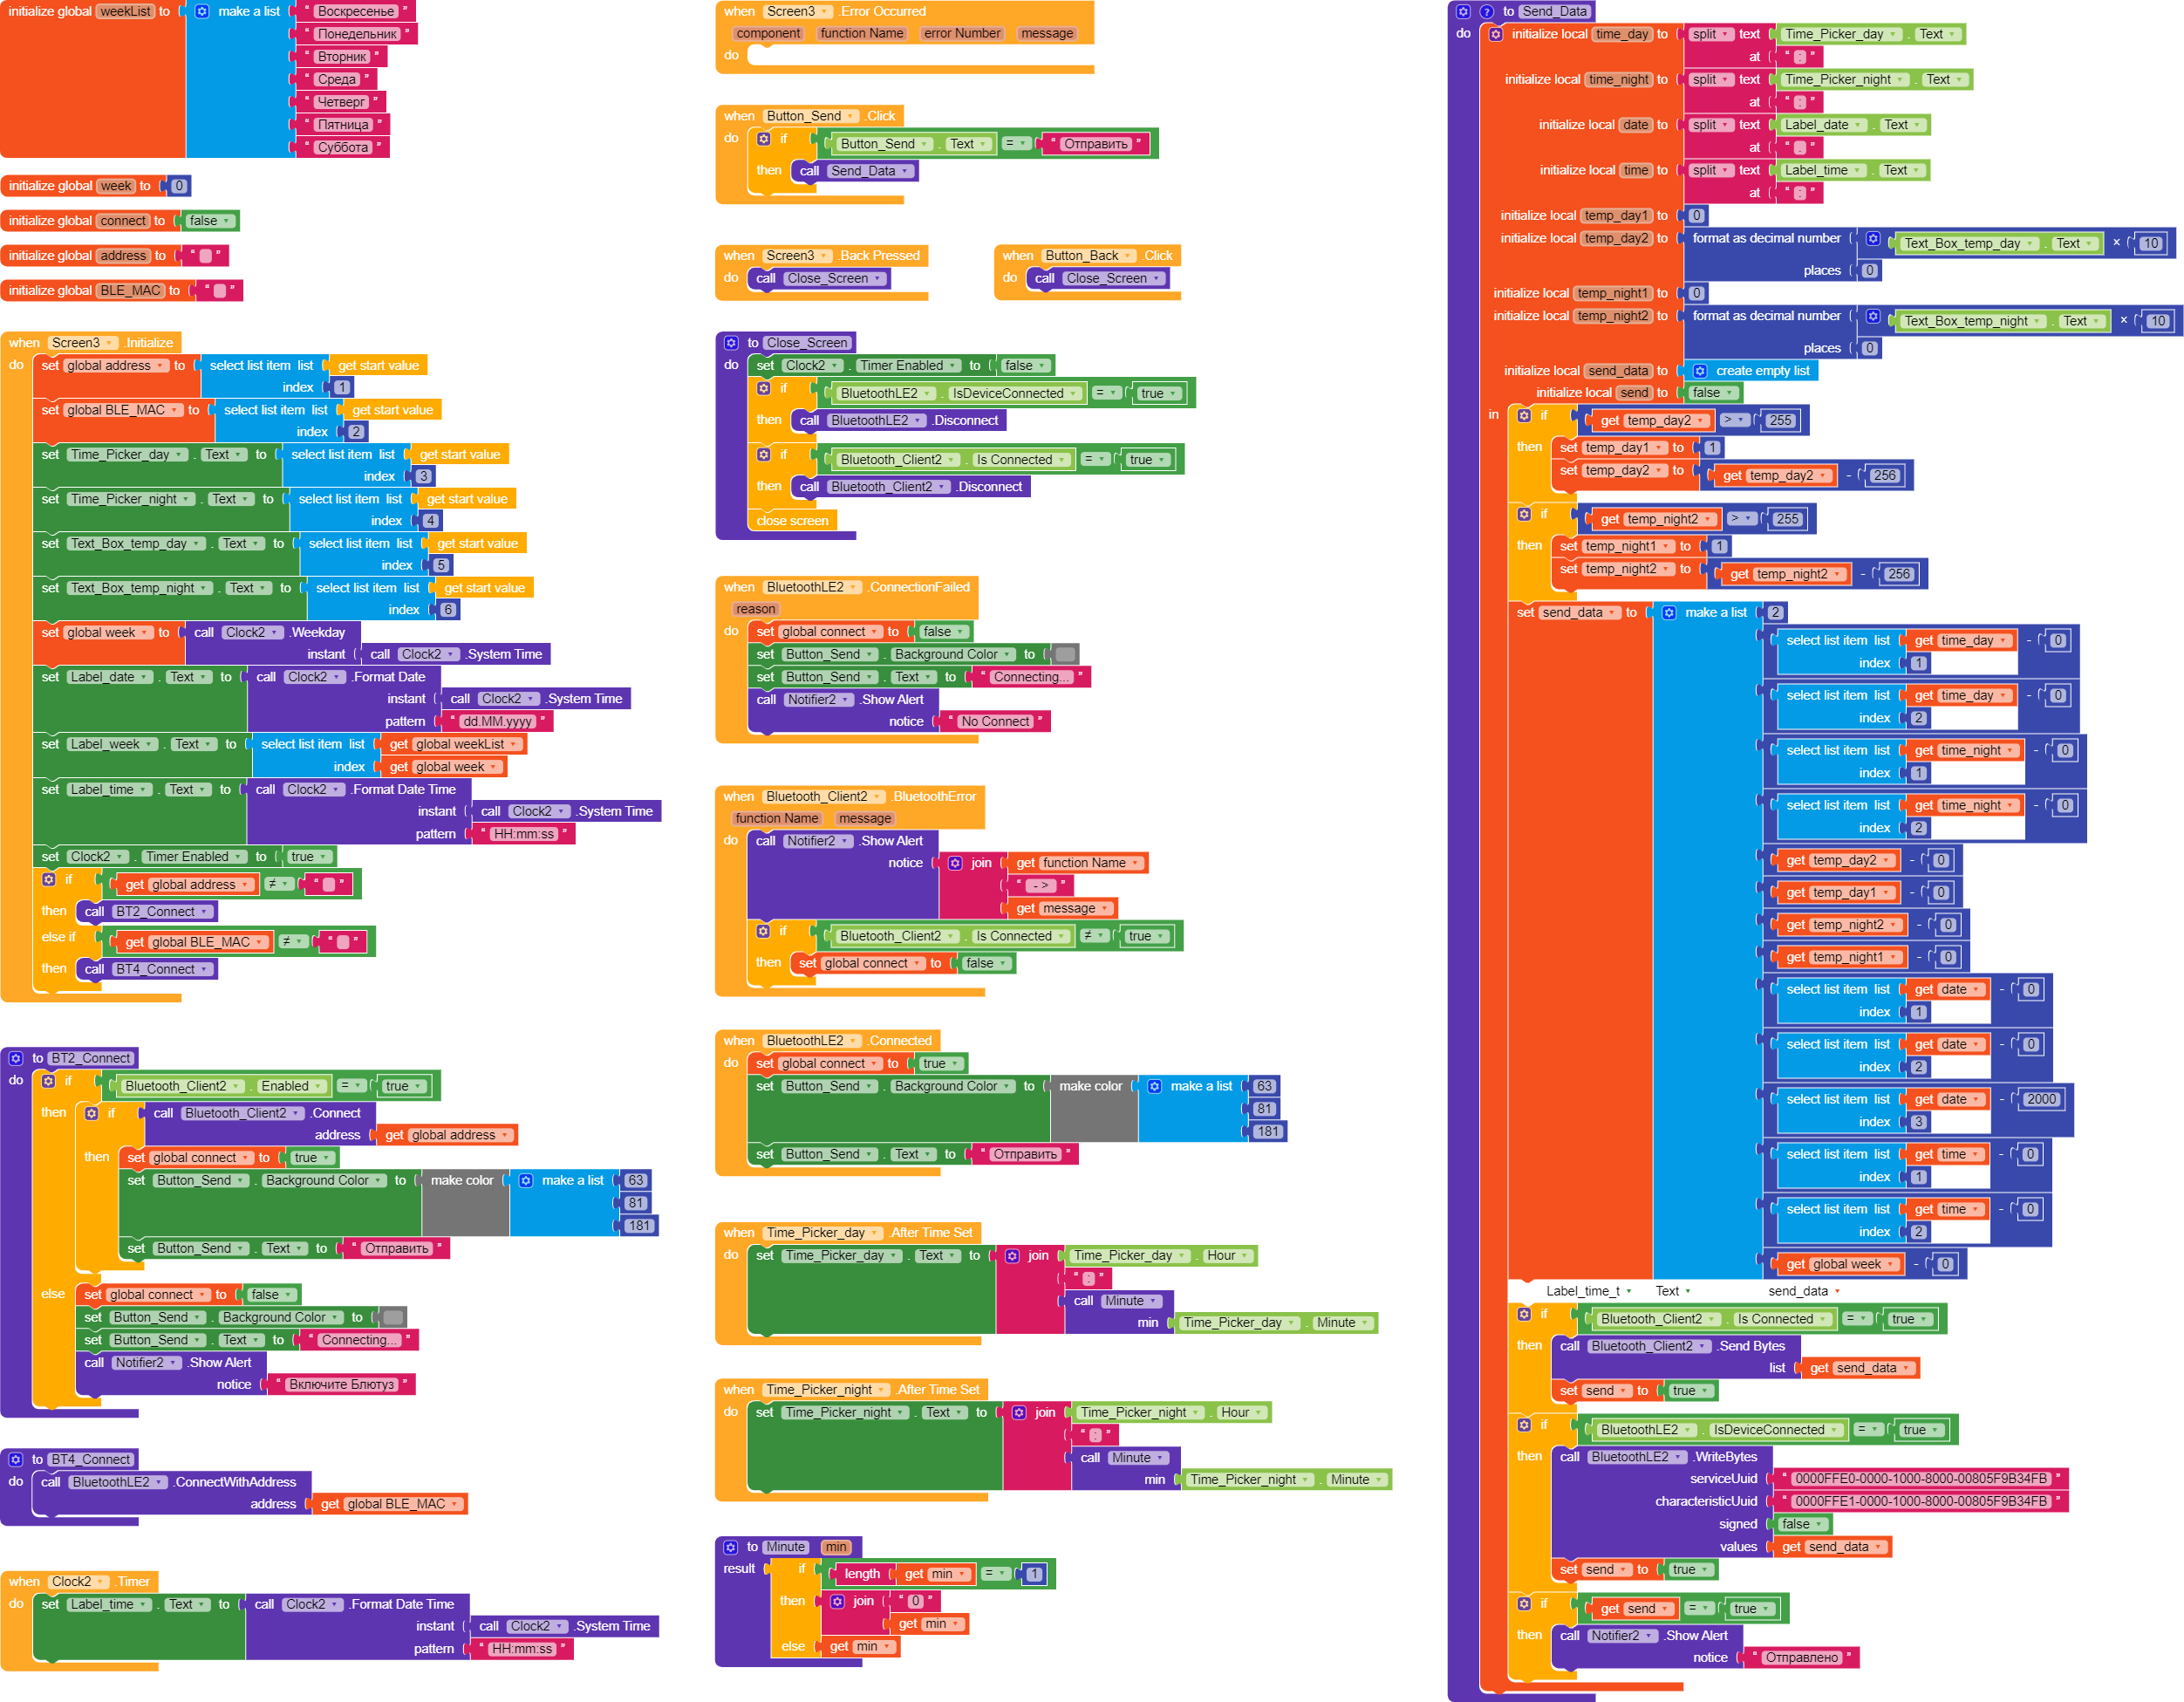 initialize global weekList to make a list " Воскресенье "
" Понедельник "
" Вторник "
" Среда "
" Четверг "
" Пятница "
" Суббота "
initialize global week to 0
initialize global connect to false
initialize global address to " "
initialize global BLE_MAC to " "
when Screen3 .Initialize
do set global address to select list item list get start value
index 1
set global BLE_MAC to select list item list get start value
index 2
set Time_Picker_day . Text to select list item list get start value
index 3
set Time_Picker_night . Text to select list item list get start value
index 4
set Text_Box_temp_day . Text to select list item list get start value
index 5
set Text_Box_temp_night . Text to select list item list get start value
index 6
set global week to call Clock2 .Weekday
instant call Clock2 .System Time
set Label_date . Text to call Clock2 .Format Date
instant call Clock2 .System Time
pattern " dd.MM.yyyy "
set Label_week . Text to select list item list get global weekList
index get global week
set Label_time . Text to call Clock2 .Format Date Time
instant call Clock2 .System Time
pattern " HH:mm:ss "
set Clock2 . Timer Enabled to true
if get global address ≠ " "
then call BT2_Connect
else if get global BLE_MAC ≠ " "
then call BT4_Connect
to BT2_Connect
do if Bluetooth_Client2 . Enabled = true
then if call Bluetooth_Client2 .Connect
address get global address
then set global connect to true
set Button_Send . Background Color to make color make a list 63
81
181
set Button_Send . Text to " Отправить "
else set global connect to false
set Button_Send . Background Color to
set Button_Send . Text to " Connecting... "
call Notifier2 .Show Alert
notice " Включите Блютуз "
to BT4_Connect
do call BluetoothLE2 .ConnectWithAddress
address get global BLE_MAC
when Clock2 .Timer
do set Label_time . Text to call Clock2 .Format Date Time
instant call Clock2 .System Time
pattern " HH:mm:ss "
when Screen3 .Error Occurred
component function Name error Number message
do
when Button_Send .Click
do if Button_Send . Text = " Отправить "
then call Send_Data
when Screen3 .Back Pressed
do call Close_Screen
when Button_Back .Click
do call Close_Screen
to Close_Screen
do set Clock2 . Timer Enabled to false
if BluetoothLE2 . IsDeviceConnected = true
then call BluetoothLE2 .Disconnect
if Bluetooth_Client2 . Is Connected = true
then call Bluetooth_Client2 .Disconnect
close screen
when BluetoothLE2 .ConnectionFailed
reason
do set global connect to false
set Button_Send . Background Color to
set Button_Send . Text to " Connecting... "
call Notifier2 .Show Alert
notice " No Connect "
when Bluetooth_Client2 .BluetoothError
function Name message
do call Notifier2 .Show Alert
notice join get function Name
" - > "
get message
if Bluetooth_Client2 . Is Connected ≠ true
then set global connect to false
when BluetoothLE2 .Connected
do set global connect to true
set Button_Send . Background Color to make color make a list 63
81
181
set Button_Send . Text to " Отправить "
when Time_Picker_day .After Time Set
do set Time_Picker_day . Text to join Time_Picker_day . Hour
" : "
call Minute
min Time_Picker_day . Minute
when Time_Picker_night .After Time Set
do set Time_Picker_night . Text to join Time_Picker_night . Hour
" : "
call Minute
min Time_Picker_night . Minute
to Minute min
result if length get min = 1
then join " 0 "
get min
else get min
to Send_Data
do initialize local time_day to split text Time_Picker_day . Text
at " : "
initialize local time_night to split text Time_Picker_night . Text
at " : "
initialize local date to split text Label_date . Text
at " . "
initialize local time to split text Label_time . Text
at " : "
initialize local temp_day1 to 0
initialize local temp_day2 to format as decimal number Text_Box_temp_day . Text × 10
places 0
initialize local temp_night1 to 0
initialize local temp_night2 to format as decimal number Text_Box_temp_night . Text × 10
places 0
initialize local send_data to create empty list
initialize local send to false
in if get temp_day2 > 255
then set temp_day1 to 1
set temp_day2 to get temp_day2 - 256
if get temp_night2 > 255
then set temp_night1 to 1
set temp_night2 to get temp_night2 - 256
set send_data to make a list 2
select list item list get time_day - 0
index 1
select list item list get time_day - 0
index 2
select list item list get time_night - 0
index 1
select list item list get time_night - 0
index 2
get temp_day2 - 0
get temp_day1 - 0
get temp_night2 - 0
get temp_night1 - 0
select list item list get date - 0
index 1
select list item list get date - 0
index 2
select list item list get date - 2000
index 3
select list item list get time - 0
index 1
select list item list get time - 0
index 2
get global week - 0
Label_time_t Text send_data
if Bluetooth_Client2 . Is Connected = true
then call Bluetooth_Client2 .Send Bytes
list get send_data
set send to true
if BluetoothLE2 . IsDeviceConnected = true
then call BluetoothLE2 .WriteBytes
serviceUuid " 0000FFE0-0000-1000-8000-00805F9B34FB "
characteristicUuid " 0000FFE1-0000-1000-8000-00805F9B34FB "
signed false
values get send_data
set send to true
if get send = true
then call Notifier2 .Show Alert
notice " Отправлено "